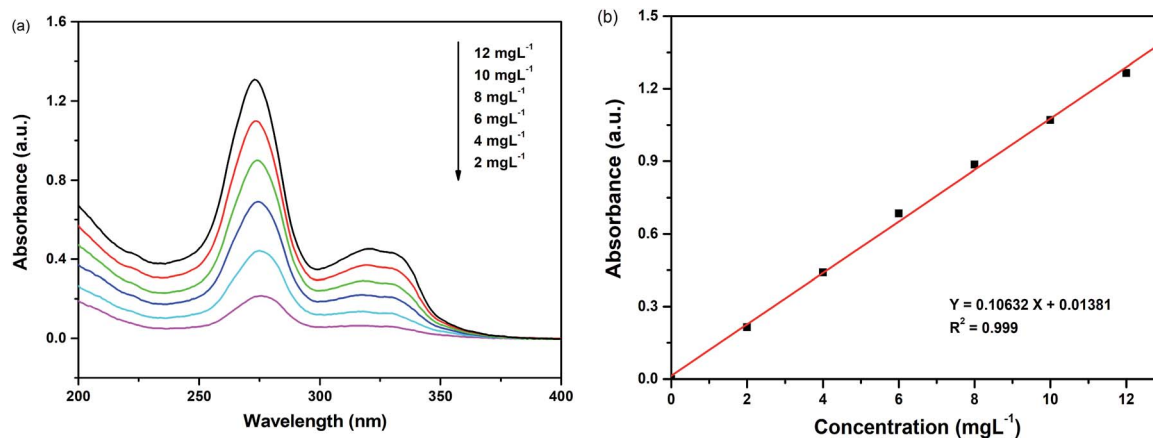 (a)
1.6
1.2
0.8
0.4
0.0
Absorbance (a.u.)
12 mgL⁻¹
10 mgL⁻¹
8 mgL⁻¹
6 mgL⁻¹
4 mgL⁻¹
2 mgL⁻¹
200 250 300 350 400
Wavelength (nm)
(b)
1.5
1.2
0.9
0.6
0.3
0.0
Absorbance (a.u.)
Y = 0.10632 X + 0.01381
R² = 0.999
0 2 4 6 8 10 12
Concentration (mgL⁻¹)